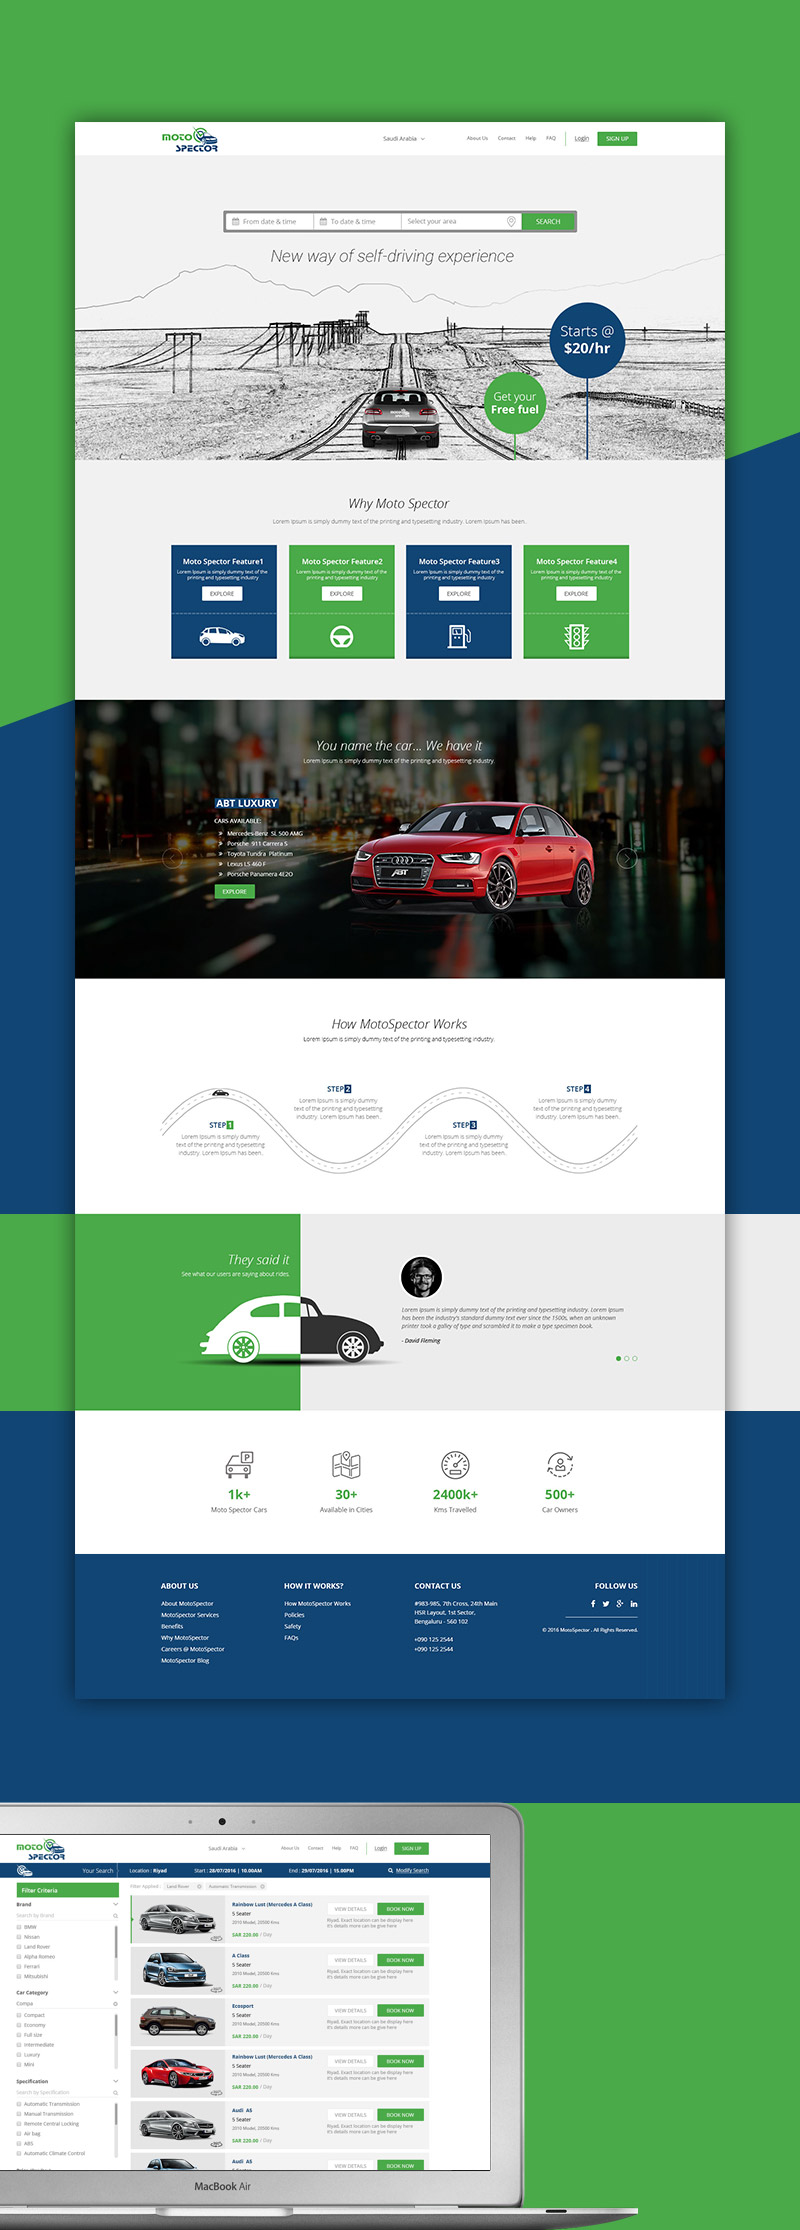 MOTO
SPECTOR
Saudi Arabia
About Us Contact Help FAQ Login SIGN UP
From date & time To date & time Select your area SEARCH
New way of self-driving experience
Starts @
$20/hr
Get your
Free fuel
Why Moto Spector
Lorem Ipsum is simply dummy text of the printing and typesetting industry. Lorem Ipsum has been.
Moto Spector Feature1
Lorem Ipsum is simply dummy text of the
printing and typesetting industry
EXPLORE
Moto Spector Feature2
Lorem Ipsum is simply dummy text of the
printing and typesetting industry
EXPLORE
Moto Spector Feature3
Lorem Ipsum is simply dummy text of the
printing and typesetting industry
EXPLORE
Moto Spector Feature4
Lorem Ipsum is simply dummy text of the
printing and typesetting industry
EXPLORE
You name the car... We have it
Lorem Ipsum is simply dummy text of the printing and typesetting industry.
ABT LUXURY
CARS AVAILABLE:
Mercedes-Benz SL 500 AMG
Porsche 911 Carrera S
Toyota Tundra Platinum
Lexus LS 460 F
Porsche Panamera 4E2O
EXPLORE
ABT
How MotoSpector Works
Lorem Ipsum is simply dummy text of the printing and typesetting industry.
STEP 1
Lorem Ipsum is simply dummy
text of the printing and typesetting
industry. Lorem Ipsum has been.
STEP 2
Lorem Ipsum is simply dummy
text of the printing and typesetting
industry. Lorem Ipsum has been.
STEP 3
Lorem Ipsum is simply dummy
text of the printing and typesetting
industry. Lorem Ipsum has been.
STEP 4
Lorem Ipsum is simply dummy
text of the printing and typesetting
industry. Lorem Ipsum has been.
They said it
See what our users are saying about rides.
Lorem Ipsum is simply dummy text of the printing and typesetting industry. Lorem Ipsum
has been the industry's standard dummy text ever since the 1500s, when an unknown
printer took a galley of type and scrambled it to make a type specimen book.
- David Fleming
P
1k+
Moto Spector Cars
30+
Available in Cities
2400k+
Kms Travelled
500+
Car Owners
ABOUT US
About MotoSpector
MotoSpector Services
Benefits
Why MotoSpector
Careers @ MotoSpector
MotoSpector Blog
HOW IT WORKS?
How MotoSpector Works
Policies
Safety
FAQs
CONTACT US
#983-985, 7th Cross, 24th Main
HSR Layout, 1st Sector,
Bengaluru - 560 102
+090 125 2544
+090 125 2544
FOLLOW US
© 2016 MotoSpector . All Rights Reserved.
MOTO
SPECTOR
Saudi Arabia
About Us Contact Help FAQ Login SIGN UP
Your Search Location : Riyad Start : 28/07/2016 | 10.00AM End : 29/07/2016 | 15.00PM Modify Search
Filter Criteria
Brand
Search by Brand
BMW
Nissan
Land Rover
Alpha Romeo
Ferrari
Mitsubichi
Car Category
Compa
Compact
Economy
Full size
Intermediate
Luxury
Mini
Specification
Search by Specification
Automatic Transmission
Manual Transmission
Remote Central Locking
Air bag
ABS
Automatic Climate Control
Filter Applied : Land Rover Automatic Transmission
Rainbow Lust (Mercedes A Class)
5 Seater
2010 Model, 20500 Kms
SAR 220.00 / Day
VIEW DETAILS BOOK NOW
Riyad, Exact location can be display here
It's details more can be give here
A Class
5 Seater
2010 Model, 20500 Kms
SAR 220.00 / Day
VIEW DETAILS BOOK NOW
Riyad, Exact location can be display here
It's details more can be give here
Ecosport
5 Seater
2010 Model, 20500 Kms
SAR 220.00 / Day
VIEW DETAILS BOOK NOW
Riyad, Exact location can be display here
It's details more can be give here
Rainbow Lust (Mercedes A Class)
5 Seater
2010 Model, 20500 Kms
SAR 220.00 / Day
VIEW DETAILS BOOK NOW
Riyad, Exact location can be display here
It's details more can be give here
Audi A5
5 Seater
2010 Model, 20500 Kms
SAR 220.00 / Day
VIEW DETAILS BOOK NOW
Riyad, Exact location can be display here
It's details more can be give here
Audi A5
VIEW DETAILS BOOK NOW
MacBook Air